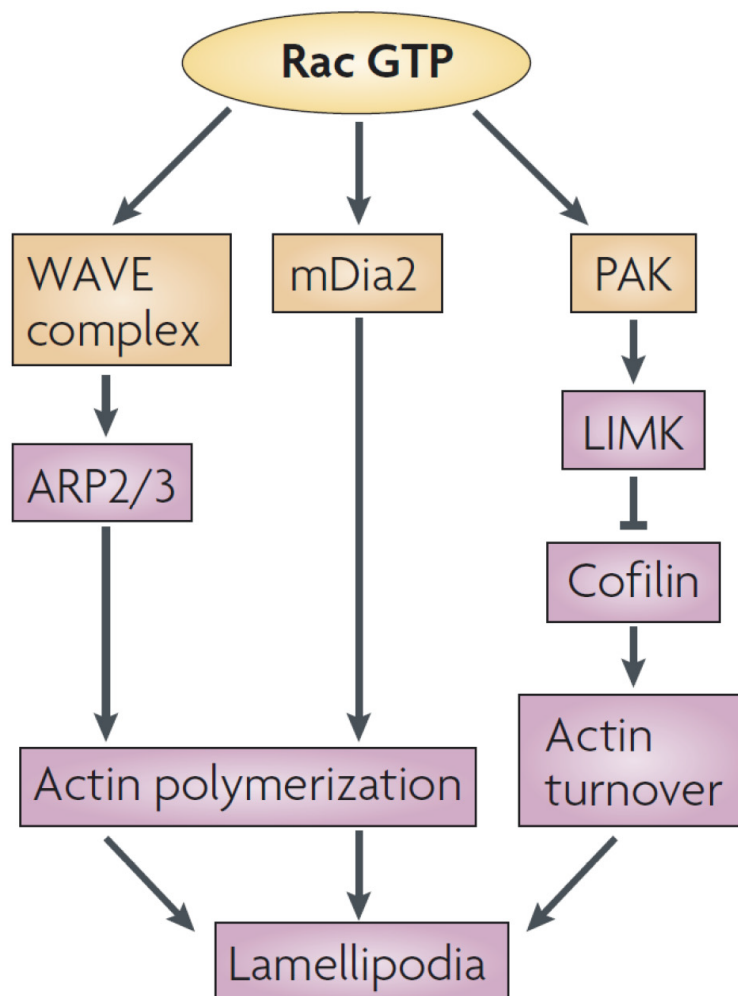 Rac GTP
WAVE
complex
mDia2
PAK
LIMK
ARP2/3
Cofilin
Actin polymerization
Actin
turnover
Lamellipodia